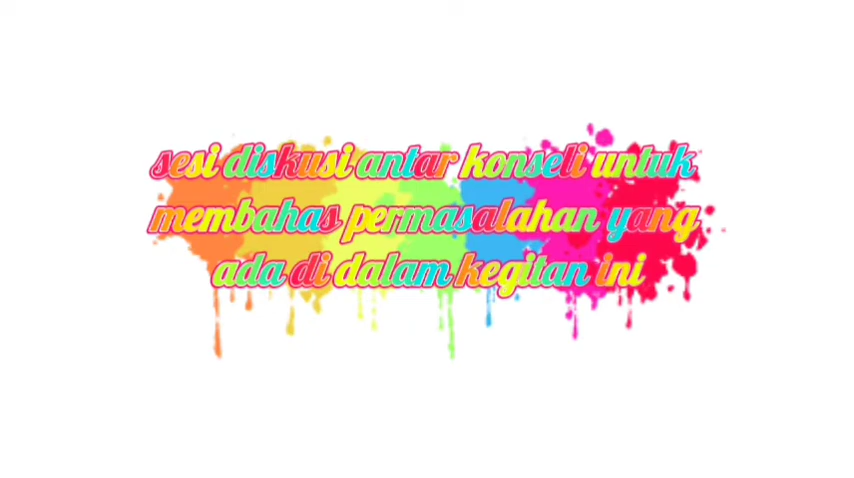 sesi diskusi antar konseli untuk
membahas permasalahan yang
ada di dalam kegitan ini